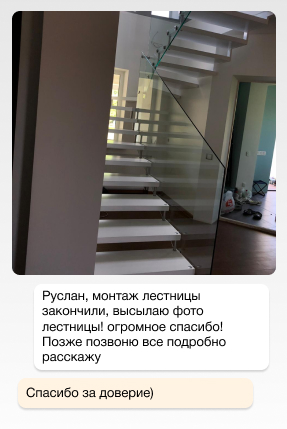 Руслан, монтаж лестницы
закончили, высылаю фото
лестницы! огромное спасибо!
Позже позвоню все подробно
расскажу
Спасибо за доверие)